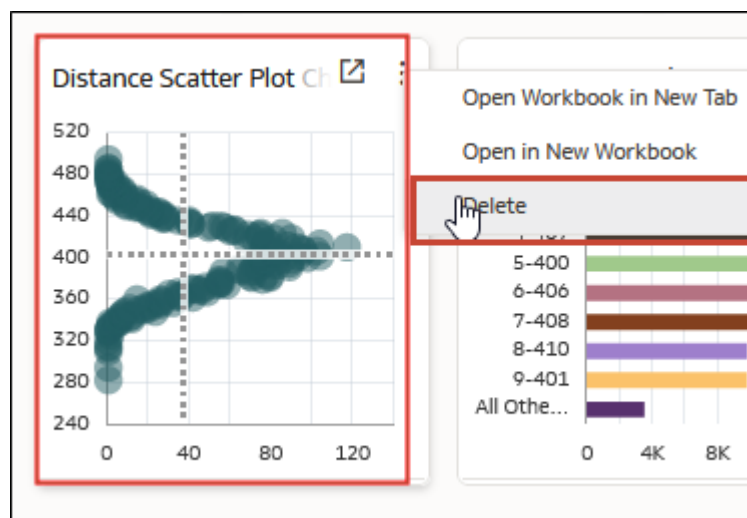 Distance Scatter Plot
Open Workbook in New Tab
Open in New Workbook
Delete
520
480
440
400
360
320
280
240
0 40 80 120
5-400
6-406
7-408
8-410
9-401
All Othe...
0 4K 8K